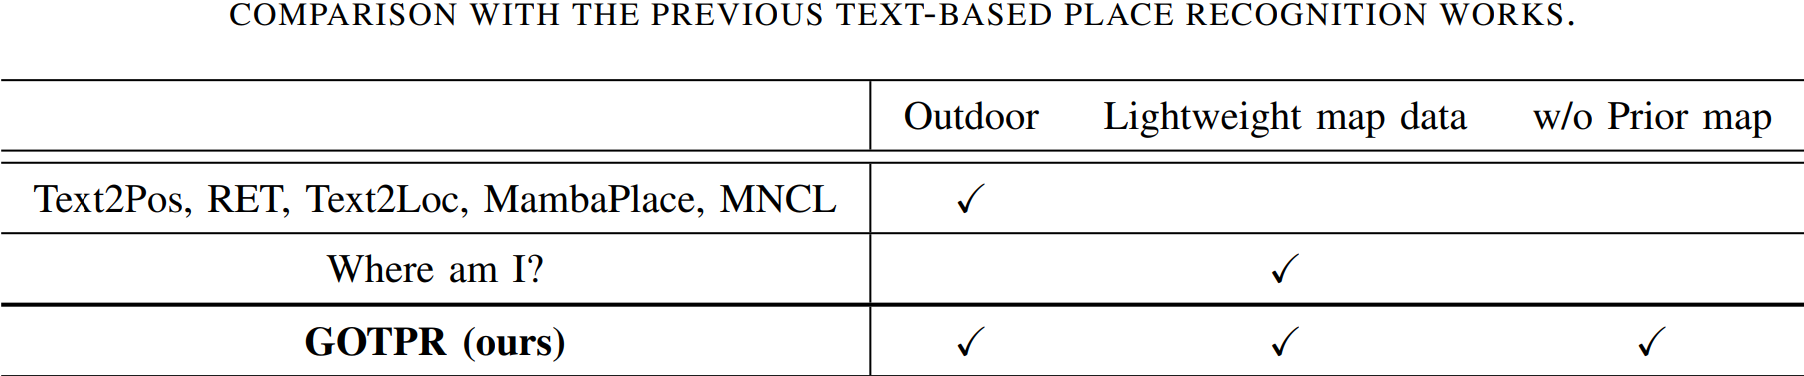 COMPARISON WITH THE PREVIOUS TEXT-BASED PLACE RECOGNITION WORKS.
Outdoor Lightweight map data w/o Prior map
Text2Pos, RET, Text2Loc, MambaPlace, MNCL ✓
Where am I? ✓
GOTPR (ours) ✓ ✓ ✓